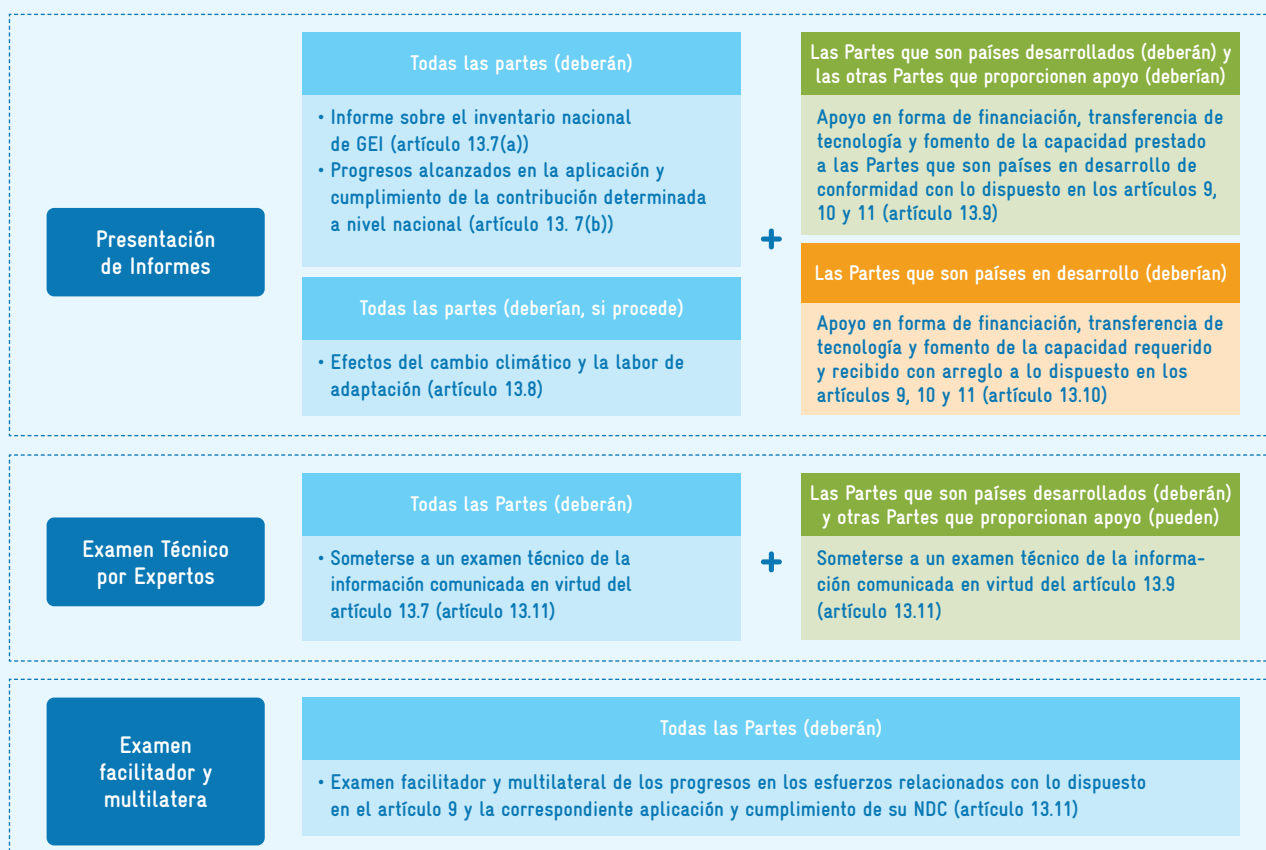 Presentación
de Informes
Todas las partes (deberán)
• Informe sobre el inventario nacional
de GEI (artículo 13.7(a))
• Progresos alcanzados en la aplicación y
cumplimiento de la contribución determinada
a nivel nacional (artículo 13. 7(b))
Todas las partes (deberían, si procede)
• Efectos del cambio climático y la labor de
adaptación (artículo 13.8)
+
Las Partes que son países desarrollados (deberán) y
las otras Partes que proporcionen apoyo (deberían)
Apoyo en forma de financiación, transferencia de
tecnología y fomento de la capacidad prestado
a las Partes que son países en desarrollo de
conformidad con lo dispuesto en los artículos 9,
10 y 11 (artículo 13.9)
Las Partes que son países en desarrollo (deberían)
Apoyo en forma de financiación, transferencia de
tecnología y fomento de la capacidad requerido
y recibido con arreglo a lo dispuesto en los
artículos 9, 10 y 11 (artículo 13.10)
Examen Técnico
por Expertos
Todas las Partes (deberán)
• Someterse a un examen técnico de la
información comunicada en virtud del
artículo 13.7 (artículo 13.11)
+
Las Partes que son países desarrollados (deberán)
y otras Partes que proporcionan apoyo (pueden)
Someterse a un examen técnico de la informa-
ción comunicada en virtud del artículo 13.9
(artículo 13.11)
Examen
facilitador y
multilatera
Todas las Partes (deberán)
• Examen facilitador y multilateral de los progresos en los esfuerzos relacionados con lo dispuesto
en el artículo 9 y la correspondiente aplicación y cumplimiento de su NDC (artículo 13.11)